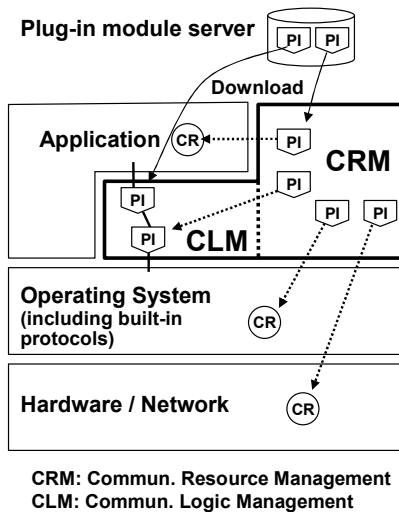 Plug-in module server
PI PI
Download
Application CR
PI
CRM
PI
PI
PI PI
PI
CLM
Operating System
(including built-in
protocols)
CR
Hardware / Network
CR
CRM: Commun. Resource Management
CLM: Commun. Logic Management